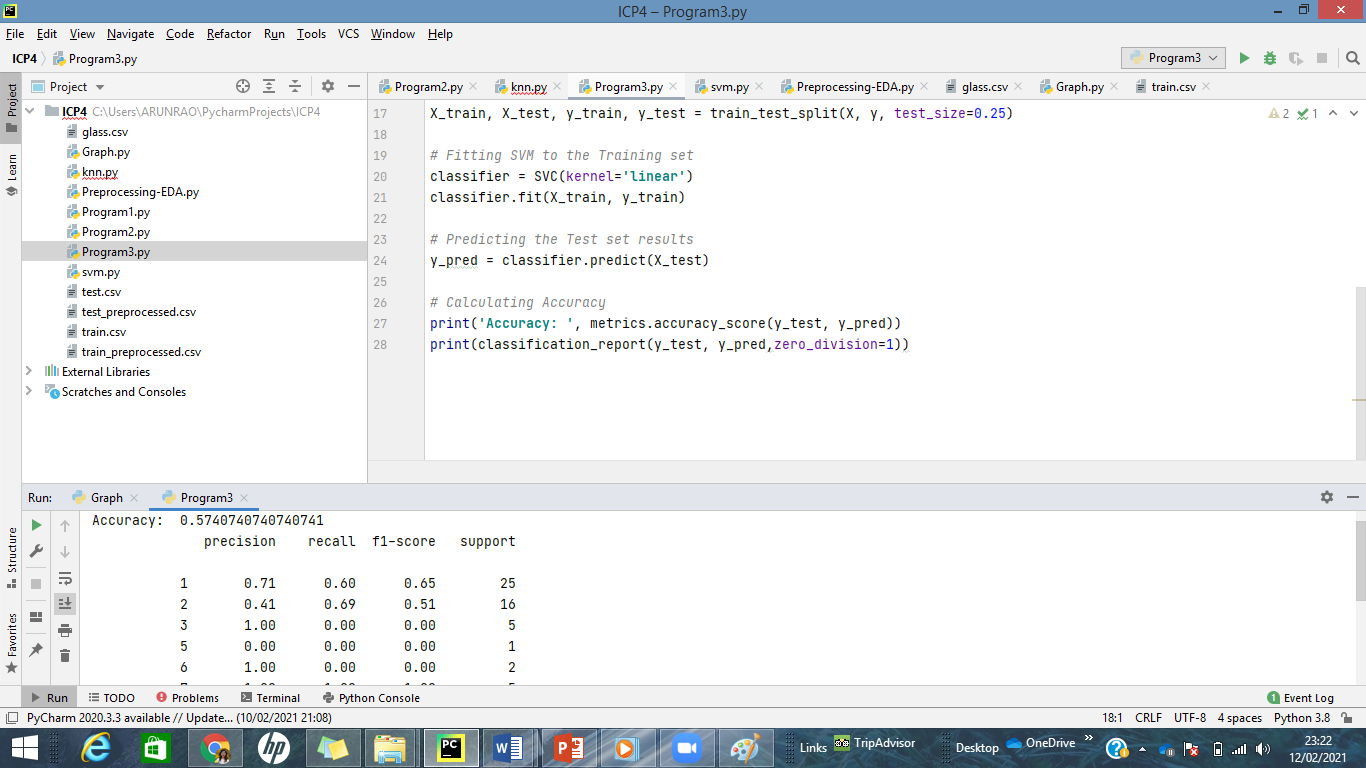 ICP4 – Program3.py
File Edit View Navigate Code Refactor Run Tools VCS Window Help
ICP4 Program3.py
Program3
Project
Program2.py knn.py Program3.py svm.py Preprocessing-EDA.py glass.csv Graph.py train.csv
Project
Learn
Structure
Favorites
ICP4 C:\Users\ARUNRAO\PycharmProjects\ICP4
glass.csv
Graph.py
knn.py
Preprocessing-EDA.py
Program1.py
Program2.py
Program3.py
svm.py
test.csv
test_preprocessed.csv
train.csv
train_preprocessed.csv
External Libraries
Scratches and Consoles
2 1
17 X_train, X_test, y_train, y_test = train_test_split(X, y, test_size=0.25)
18
19 # Fitting SVM to the Training set
20 classifier = SVC(kernel='linear')
21 classifier.fit(X_train, y_train)
22
23 # Predicting the Test set results
24 y_pred = classifier.predict(X_test)
25
26 # Calculating Accuracy
27 print('Accuracy: ', metrics.accuracy_score(y_test, y_pred))
28 print(classification_report(y_test, y_pred,zero_division=1))
Run: Graph Program3
Accuracy: 0.5740740740740741
precision recall f1-score support
1 0.71 0.60 0.65 25
2 0.41 0.69 0.51 16
3 1.00 0.00 0.00 5
5 0.00 0.00 0.00 1
6 1.00 0.00 0.00 2
Run TODO Problems Terminal Python Console 1 Event Log
PyCharm 2020.3.3 available // Update... (10/02/2021 21:08) 18:1 CRLF UTF-8 4 spaces Python 3.8
Links TripAdvisor Desktop OneDrive
23:22
12/02/2021